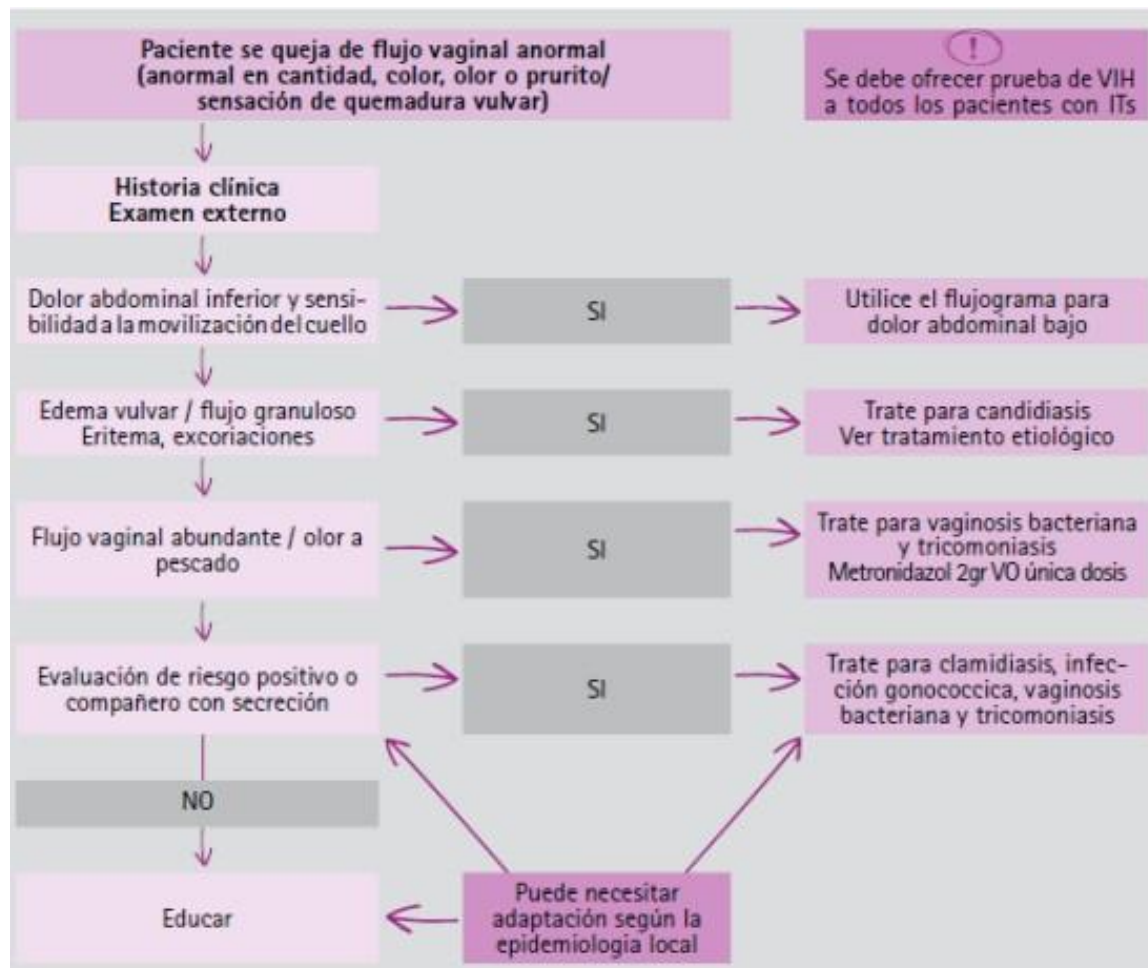 Paciente se queja de flujo vaginal anormal
(anormal en cantidad, color, olor o prurito/
sensación de quemadura vulvar)
!
Se debe ofrecer prueba de VIH
a todos los pacientes con ITs
Historia clínica
Examen externo
Dolor abdominal inferior y sensi-
bilidad a la movilización del cuello
SI
Utilice el flujograma para
dolor abdominal bajo
Edema vulvar / flujo granuloso
Eritema, excoriaciones
SI
Trate para candidiasis
Ver tratamiento etiológico
Flujo vaginal abundante / olor a
pescado
SI
Trate para vaginosis bacteriana
y tricomoniasis
Metronidazol 2gr VO única dosis
Evaluación de riesgo positivo o
compañero con secreción
SI
Trate para clamidiasis, infec-
ción gonococcica, vaginosis
bacteriana y tricomoniasis
NO
Educar
Puede necesitar
adaptación según la
epidemiologia local